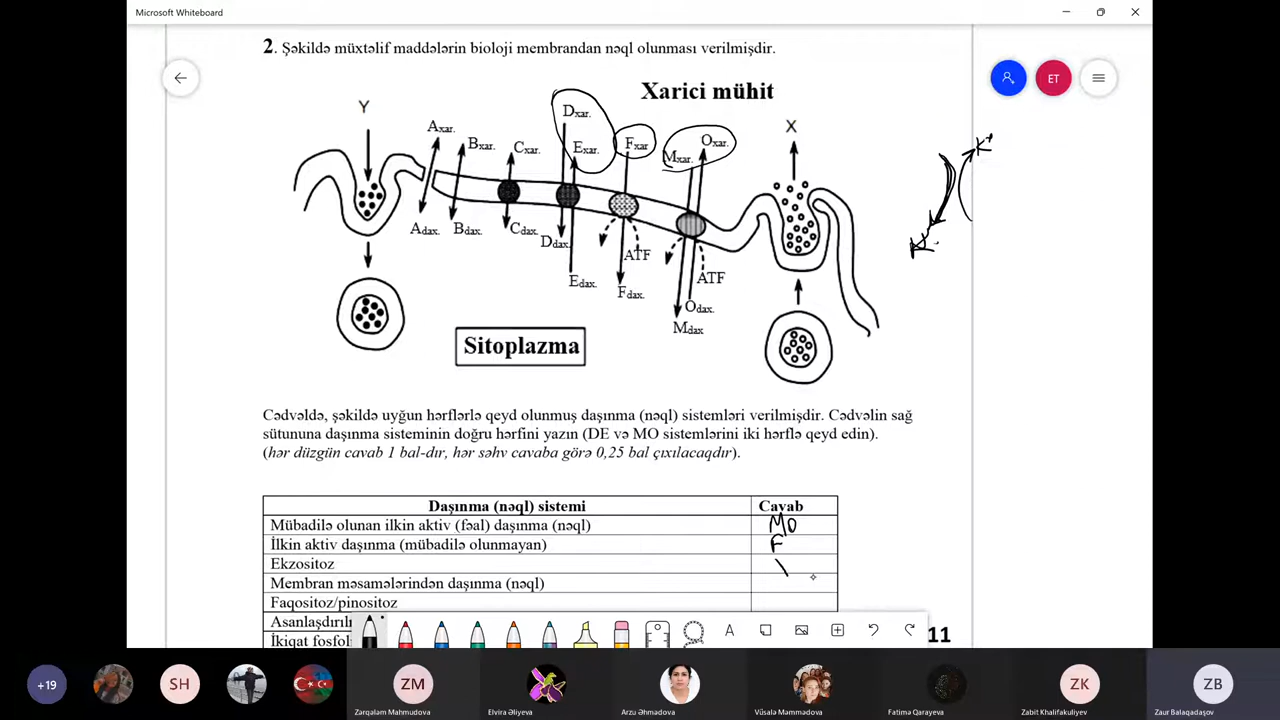 Microsoft Whiteboard
2. Şəkildə müxtəlif maddələrin bioloji membrandan nəql olunması verilmişdir.
ET
Xarici mühit
Y
Dxar.
X
Axar.
Bxar.
Cxar.
Exar.
Fxar
Mxar.
Oxar.
K+
Adax.
Bdax.
Cdax.
Ddax.
ATF
ATF
Edax.
Fdax.
Odax.
Mdax
Sitoplazma
Cədvəldə, şəkildə uyğun hərflərlə qeyd olunmuş daşınma (nəql) sistemləri verilmişdir. Cədvəlin sağ
sütununa daşınma sisteminin doğru hərfini yazın (DE və MO sistemlərini iki hərflə qeyd edin).
(hər düzgün cavab 1 bal-dır, hər səhv cavaba görə 0,25 bal çıxılacaqdır).
Daşınma (nəql) sistemi Cavab
Mübadilə olunan ilkin aktiv (fəal) daşınma (nəql) MO
İlkin aktiv daşınma (mübadilə olunmayan) F
Ekzositoz
Membran məsamələrindən daşınma (nəql)
Faqositoz/pinositoz
A
11
+19
SH
ZM
ZK
ZB
Zərqələm Mahmudova
Elvira Əliyeva
Arzu Əhmədova
Vüsalə Məmmədova
Fatimə Qarayeva
Zabit Khalifakuliyev
Zaur Balaqadaşov